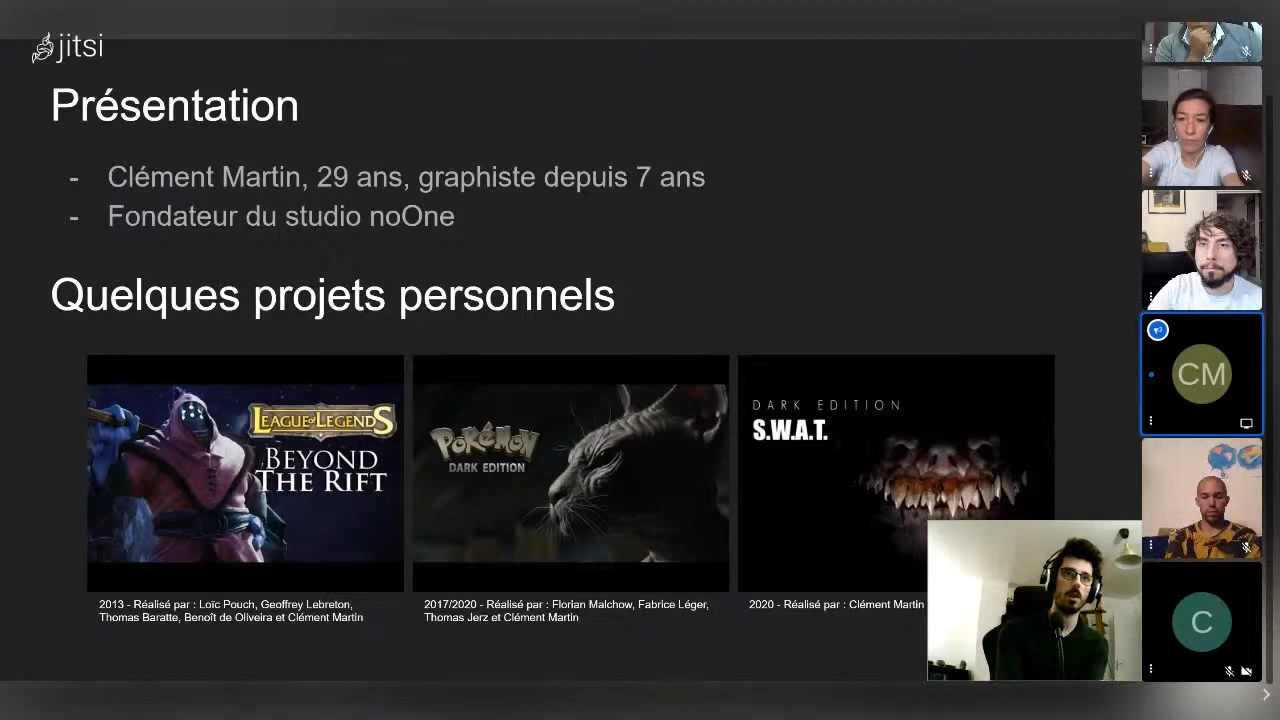 jitsi
Présentation
- Clément Martin, 29 ans, graphiste depuis 7 ans
- Fondateur du studio noOne
Quelques projets personnels
LEAGUE of LEGENDS
BEYOND
THE RIFT
POKéMON
DARK EDITION
DARK EDITION
S.W.A.T.
2013 - Réalisé par : Loïc Pouch, Geoffrey Lebreton,
Thomas Baratte, Benoît de Oliveira et Clément Martin
2017/2020 - Réalisé par : Florian Malchow, Fabrice Léger,
Thomas Jerz et Clément Martin
2020 - Réalisé par : Clément Martin
CM
C